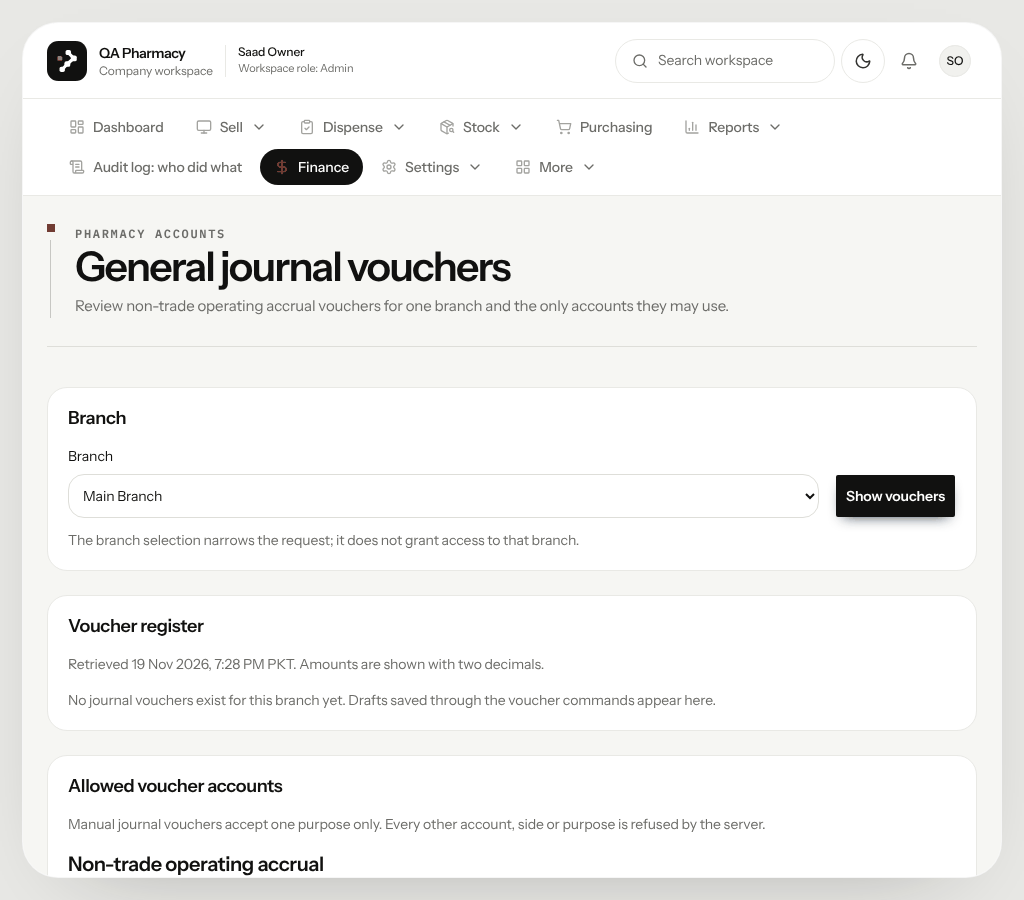 QA Pharmacy
Company workspace
Saad Owner
Workspace role: Admin
Search workspace
SO
Dashboard
Sell
Dispense
Stock
Purchasing
Reports
Audit log: who did what
Finance
Settings
More
PHARMACY ACCOUNTS
General journal vouchers
Review non-trade operating accrual vouchers for one branch and the only accounts they may use.
Branch
Branch
Main Branch
Show vouchers
The branch selection narrows the request; it does not grant access to that branch.
Voucher register
Retrieved 19 Nov 2026, 7:28 PM PKT. Amounts are shown with two decimals.
No journal vouchers exist for this branch yet. Drafts saved through the voucher commands appear here.
Allowed voucher accounts
Manual journal vouchers accept one purpose only. Every other account, side or purpose is refused by the server.
Non-trade operating accrual